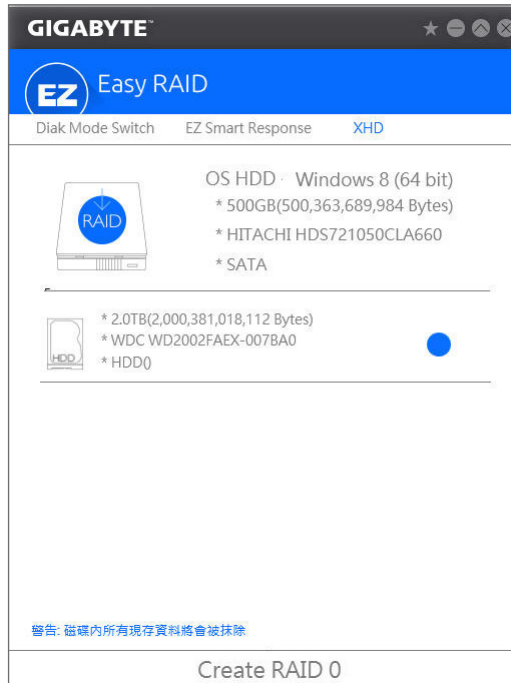 GIGABYTE™
EZ Easy RAID
Diak Mode Switch EZ Smart Response XHD
OS HDD · Windows 8 (64 bit)
* 500GB(500,363,689,984 Bytes)
RAID
* HITACHI HDS721050CLA660
* SATA
* 2.0TB(2,000,381,018,112 Bytes)
* WDC WD2002FAEX-007BA0
HDD
* HDD()
警告: 磁碟內所有現存資料將會被抹除
Create RAID 0